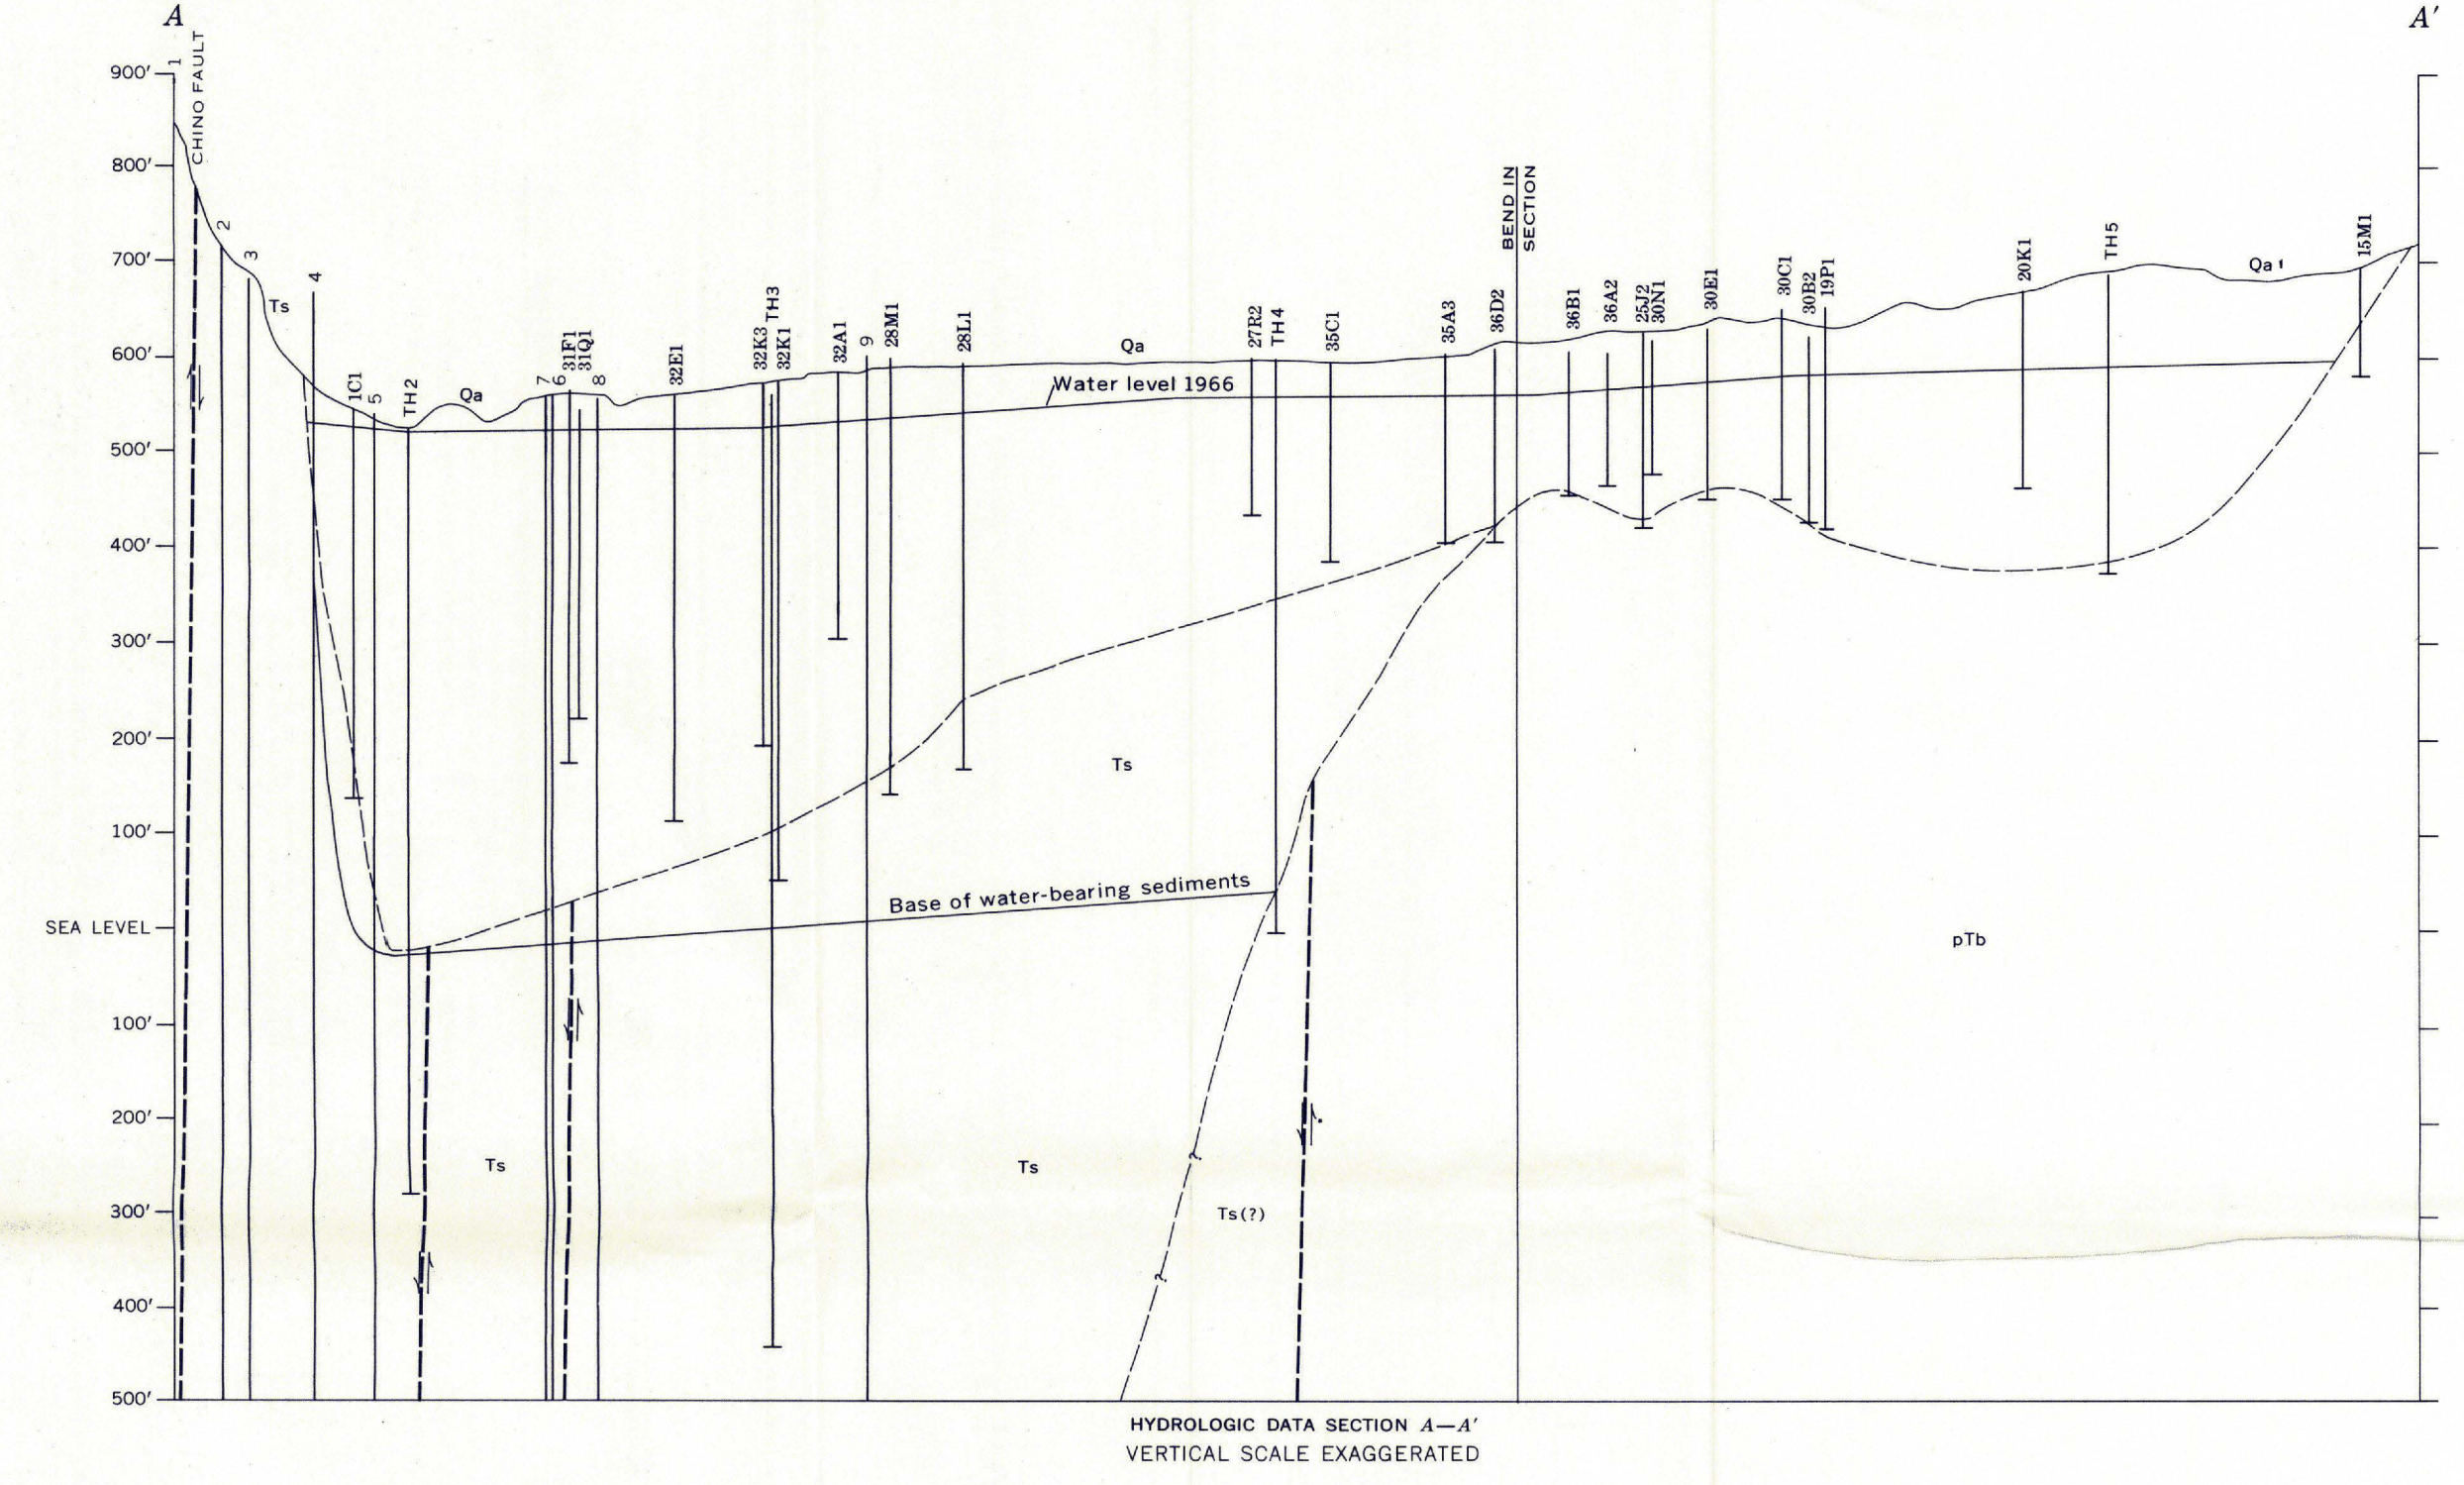 A
A′
1
CHINO FAULT
900′
800′
700′
600′
500′
400′
300′
200′
100′
SEA LEVEL
100′
200′
300′
400′
500′
2
3
Ts
4
1C1
5
TH 2
Qa
7
6
31F1
31Q1
8
32E1
32K3
TH3
32K1
32A1
9
28M1
28L1
Qa
Water level 1966
27R2
TH4
35C1
35A3
36D2
BEND IN
SECTION
36B1
36A2
25J2
30N1
30E1
30C1
30B2
19P1
20K1
TH5
Qa ı
15M1
Ts
Base of water-bearing sediments
pTb
Ts
Ts
?
Ts(?)
?
HYDROLOGIC DATA SECTION A—A′
VERTICAL SCALE EXAGGERATED